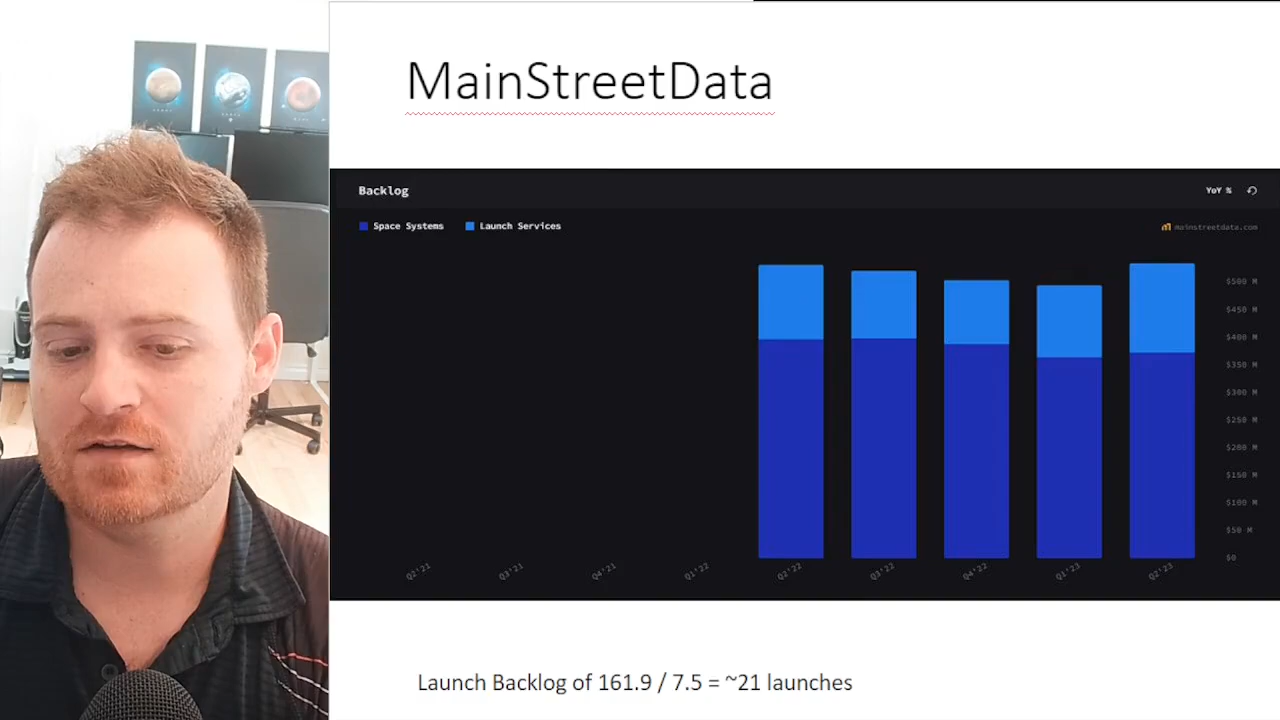 MainStreetData
Backlog
YoY %
Space Systems
Launch Services
mainstreetdata.com
$500 M
$450 M
$400 M
$350 M
$300 M
$250 M
$200 M
$150 M
$100 M
$50 M
$0
Q2'21
Q3'21
Q4'21
Q1'22
Q2'22
Q3'22
Q4'22
Q1'23
Q2'23
Launch Backlog of 161.9 / 7.5 = ~21 launches